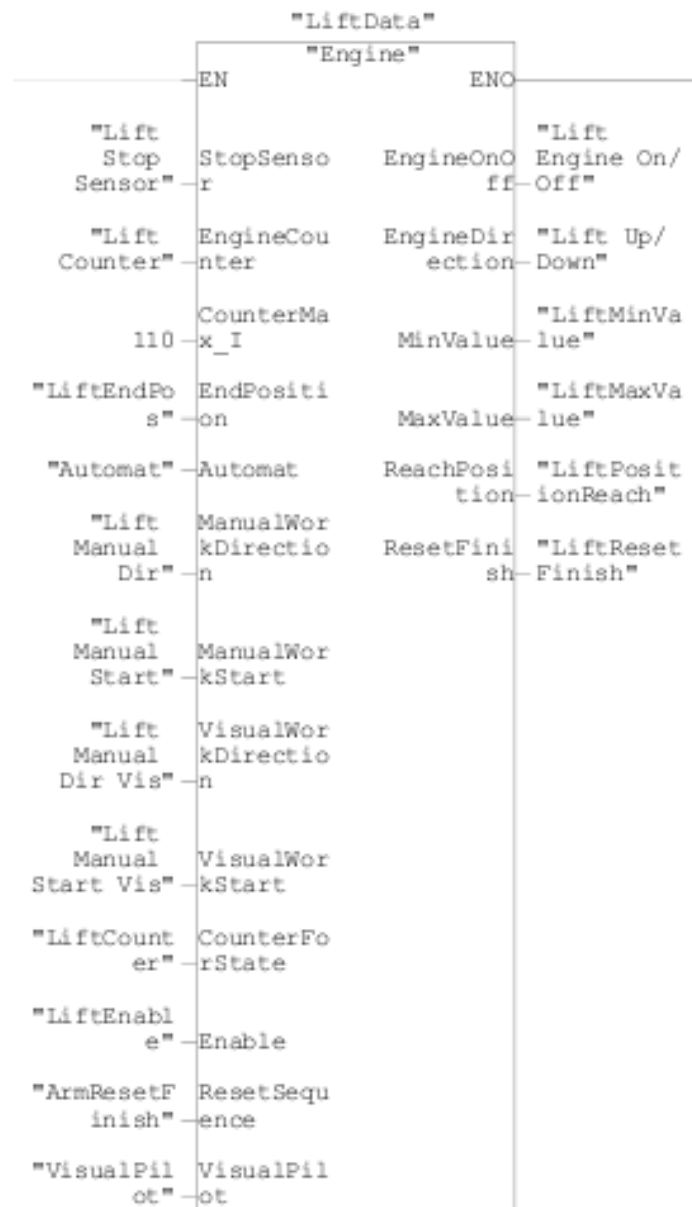 "LiftData"
"Engine"
EN ENO
"Lift "Lift
Stop StopSenso EngineOnO Engine On/
Sensor" r ff Off"
"Lift EngineCou EngineDir "Lift Up/
Counter" nter ection Down"
CounterMa "LiftMinVa
110 x_I MinValue lue"
"LiftEndPo EndPositi "LiftMaxVa
s" on MaxValue lue"
"Automat" Automat ReachPosi "LiftPosit
tion ionReach"
"Lift ManualWor
Manual kDirectio ResetFini "LiftReset
Dir" n sh Finish"
"Lift
Manual ManualWor
Start" kStart
"Lift VisualWor
Manual kDirectio
Dir Vis" n
"Lift
Manual VisualWor
Start Vis" kStart
"LiftCount CounterFo
er" rState
"LiftEnabl
e" Enable
"ArmResetF ResetSequ
inish" ence
"VisualPil VisualPil
ot" ot